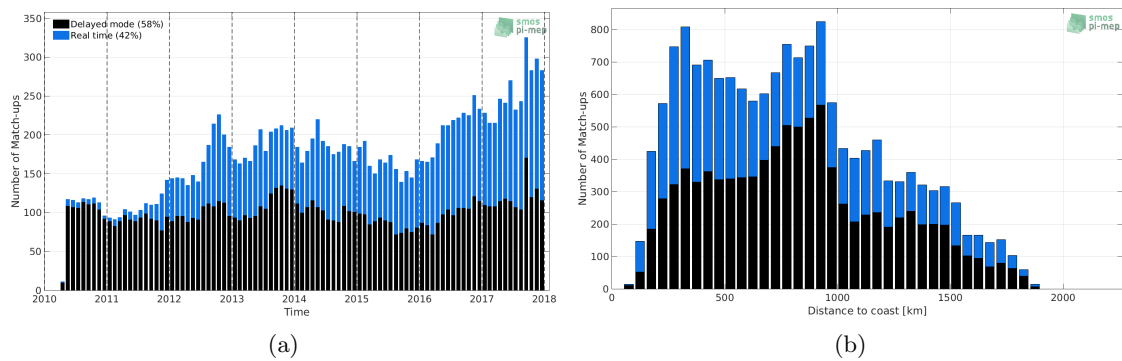 350
300
250
200
150
100
50
0
Number of Match-ups
Delayed mode (58%)
Real time (42%)
smos
pi-mep
2010 2011 2012 2013 2014 2015 2016 2017 2018
Time
(a)
800
700
600
500
400
300
200
100
0
Number of Match-ups
smos
pi-mep
0 500 1000 1500 2000
Distance to coast [km]
(b)